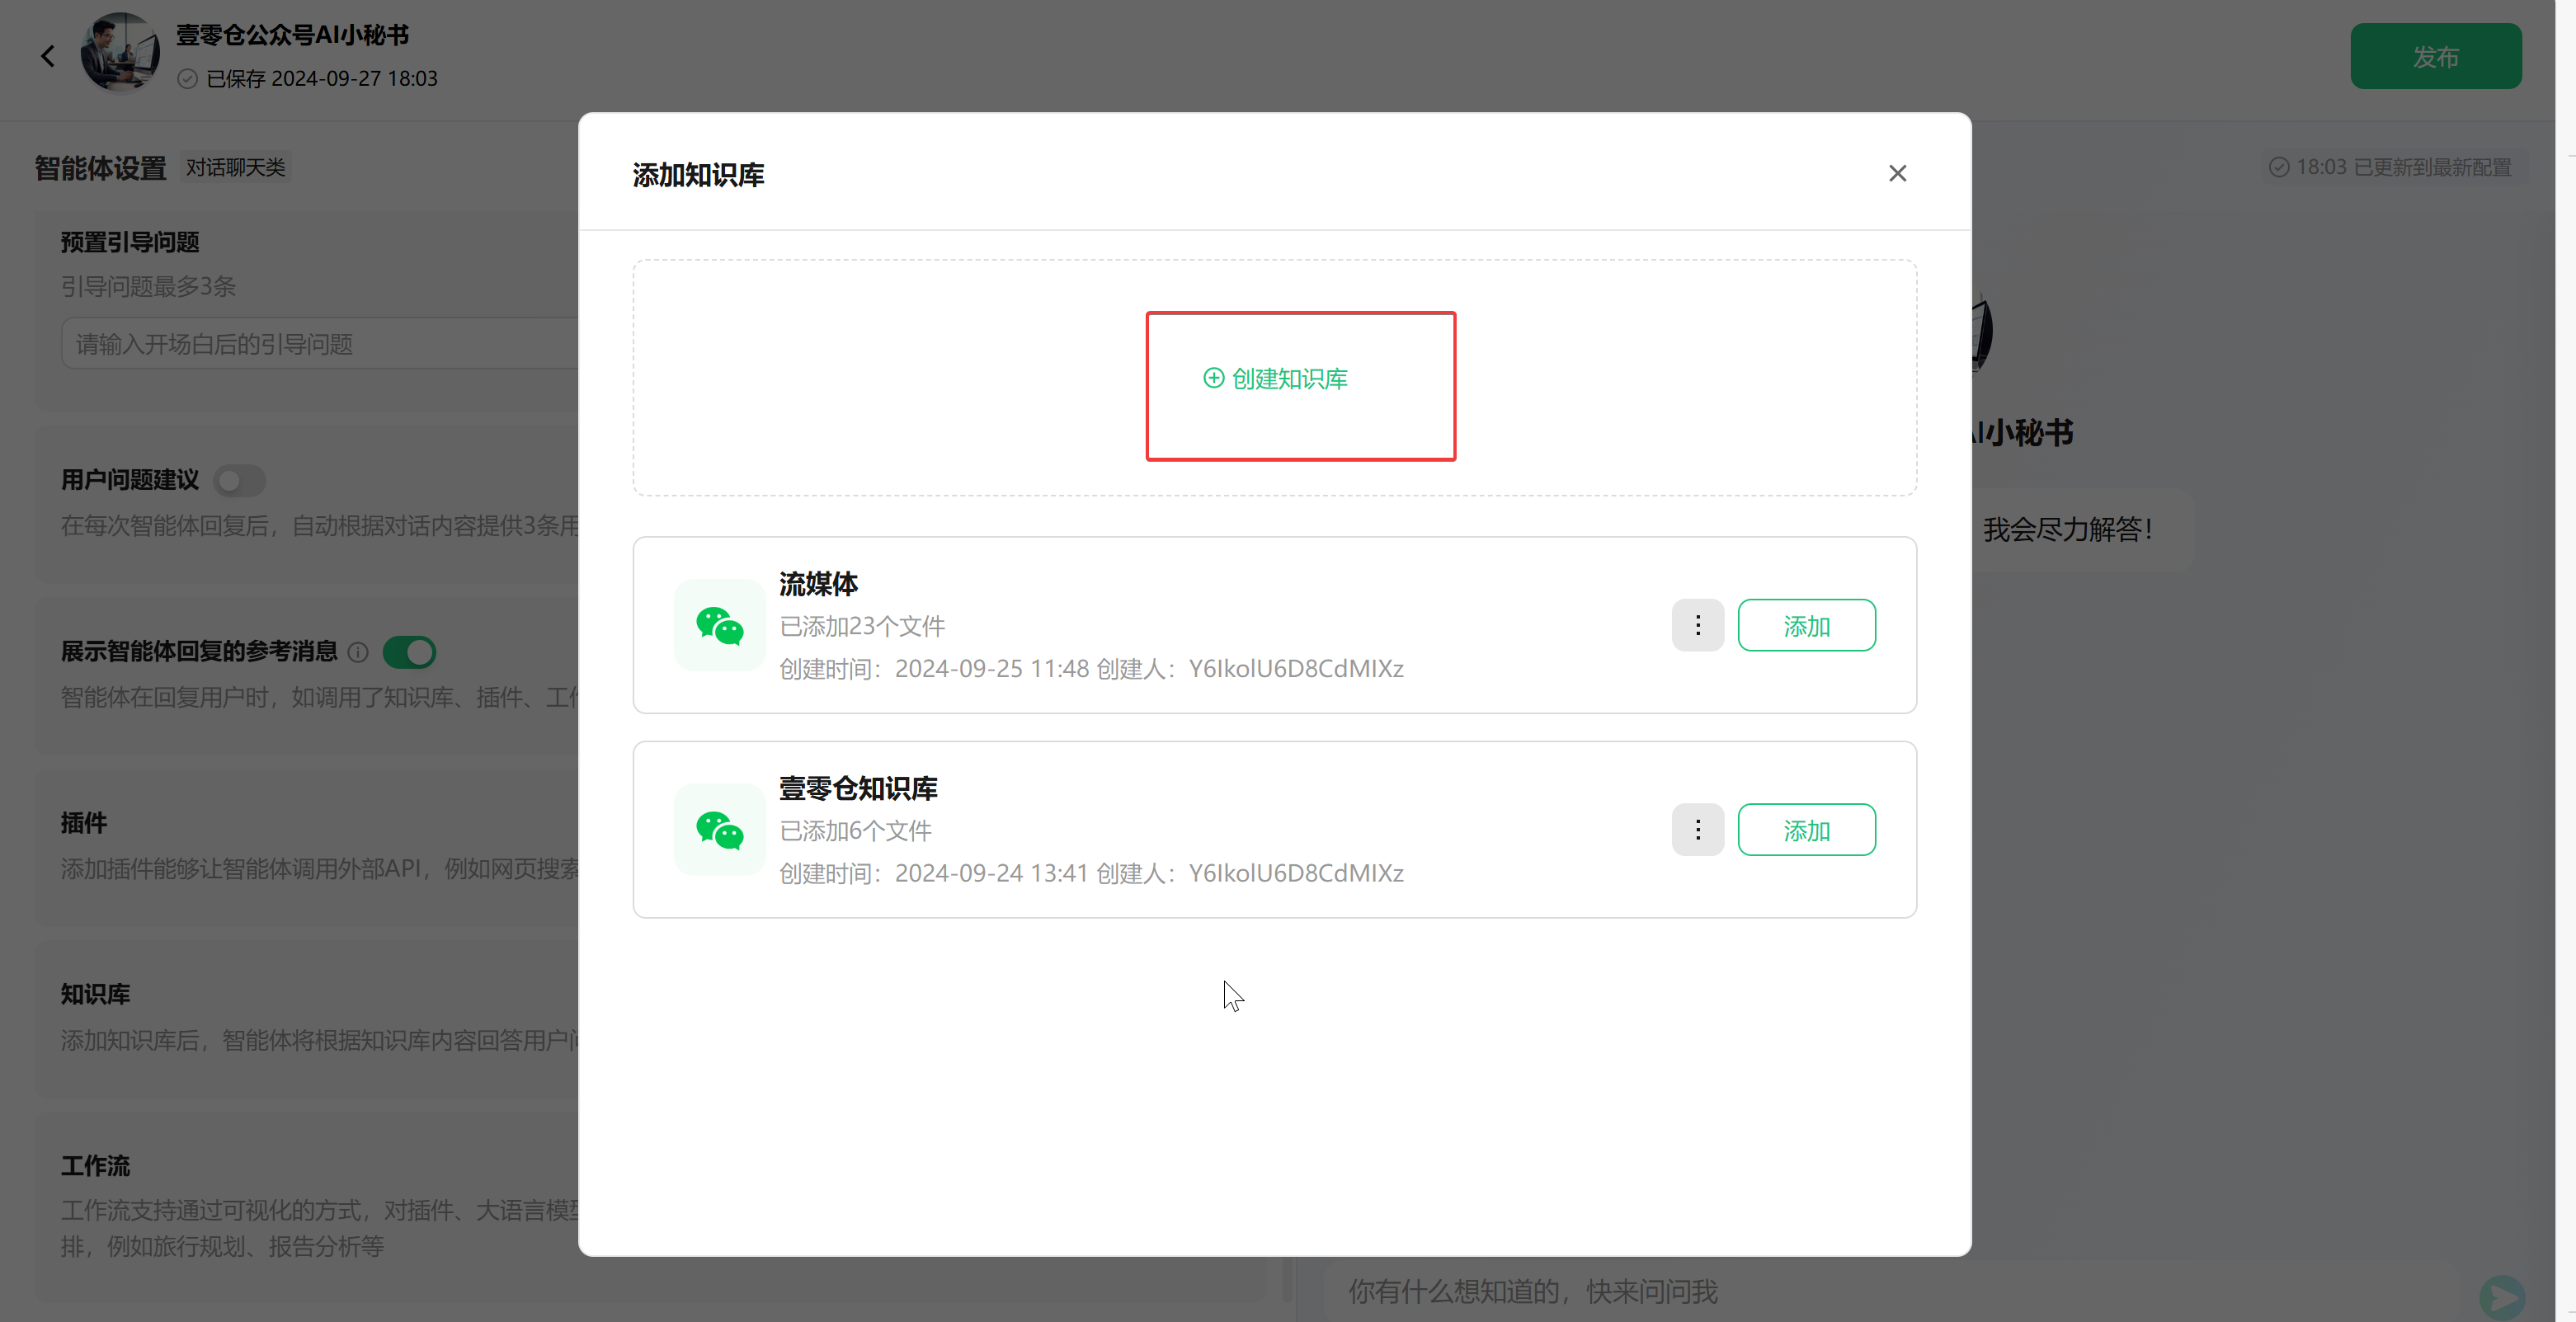 壹零仓公众号AI小秘书
已保存 2024-09-27 18:03
发布
智能体设置
对话聊天类
18:03 已更新到最新配置
预置引导问题
引导问题最多3条
请输入开场白后的引导问题
用户问题建议
在每次智能体回复后，自动根据对话内容提供3条用
展示智能体回复的参考消息
智能体在回复用户时，如调用了知识库、插件、工作
插件
添加插件能够让智能体调用外部API，例如网页搜索
知识库
添加知识库后，智能体将根据知识库内容回答用户问
工作流
工作流支持通过可视化的方式，对插件、大语言模型
排，例如旅行规划、报告分析等
添加知识库
创建知识库
流媒体
已添加23个文件
创建时间：2024-09-25 11:48 创建人：Y6IkolU6D8CdMIXz
添加
壹零仓知识库
已添加6个文件
创建时间：2024-09-24 13:41 创建人：Y6IkolU6D8CdMIXz
添加
AI小秘书
我会尽力解答！
你有什么想知道的，快来问问我